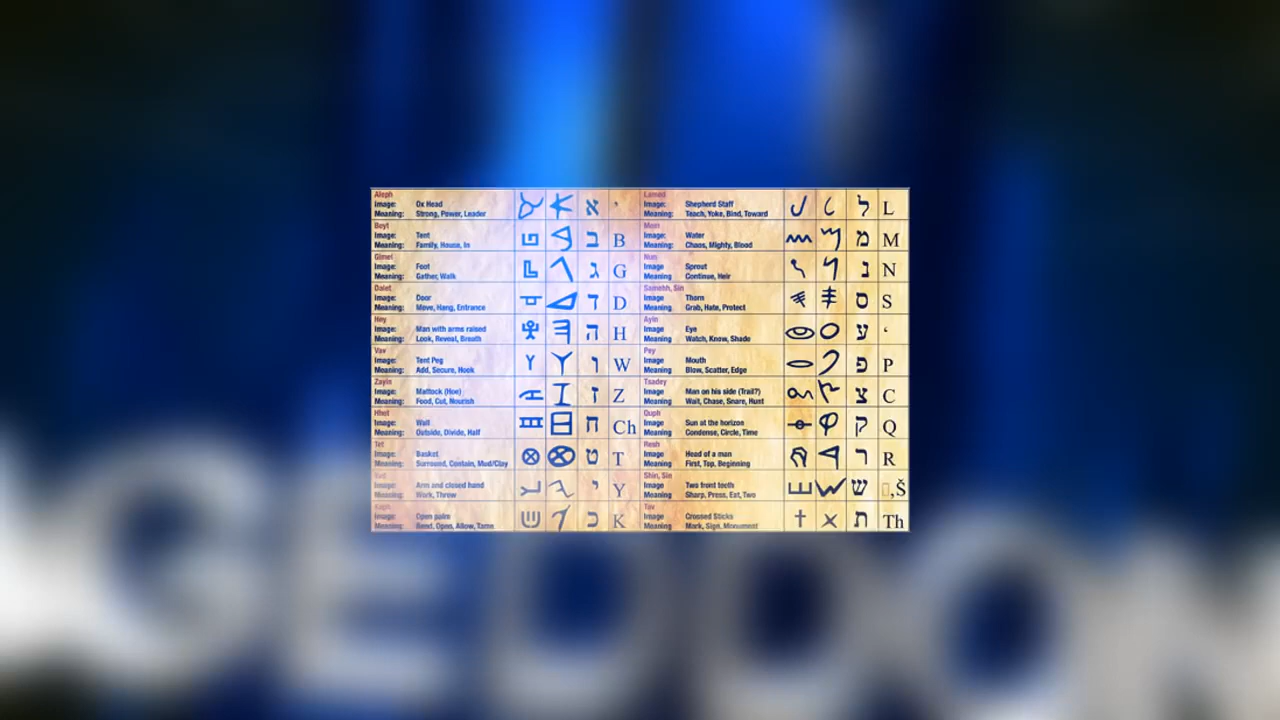 Aleph
Image: Ox Head א ʼ
Meaning: Strong, Power, Leader
Beyt
Image: Tent ב B
Meaning: Family, House, In
Gimel
Image: Foot ג G
Meaning: Gather, Walk
Dalet
Image: Door ד D
Meaning: Move, Hang, Entrance
Hey
Image: Man with arms raised ה H
Meaning: Look, Reveal, Breath
Vav
Image: Tent Peg ו W
Meaning: Add, Secure, Hook
Zayin
Image: Mattock (Hoe) ז Z
Meaning: Food, Cut, Nourish
Hhet
Image: Wall ח Ch
Meaning: Outside, Divide, Half
Tet
Image: Basket ט T
Meaning: Surround, Contain, Mud/Clay
Yud
Image: Arm and closed hand י Y
Meaning: Work, Throw
Kaph
Image: Open palm כ K
Meaning: Bend, Open, Allow, Tame
Lamed
Image: Shepherd Staff ל L
Meaning: Teach, Yoke, Bind, Toward
Mem
Image: Water מ M
Meaning: Chaos, Mighty, Blood
Nun
Image Sprout נ N
Meaning Continue, Heir
Samehh, Sin
Image Thorn ס S
Meaning Grab, Hate, Protect
Ayin
Image Eye ע ʻ
Meaning Watch, Know, Shade
Pey
Image Mouth פ P
Meaning Blow, Scatter, Edge
Tsadey
Image Man on his side (Trail?) צ C
Meaning Wait, Chase, Snare, Hunt
Quph
Image Sun at the horizon ק Q
Meaning Condense, Circle, Time
Resh
Image Head of a man ר R
Meaning First, Top, Beginning
Shin, Sin
Image Two front teeth ש ,Š
Meaning Sharp, Press, Eat, Two
Tav
Image Crossed Sticks ת Th
Meaning Mark, Sign, Monument